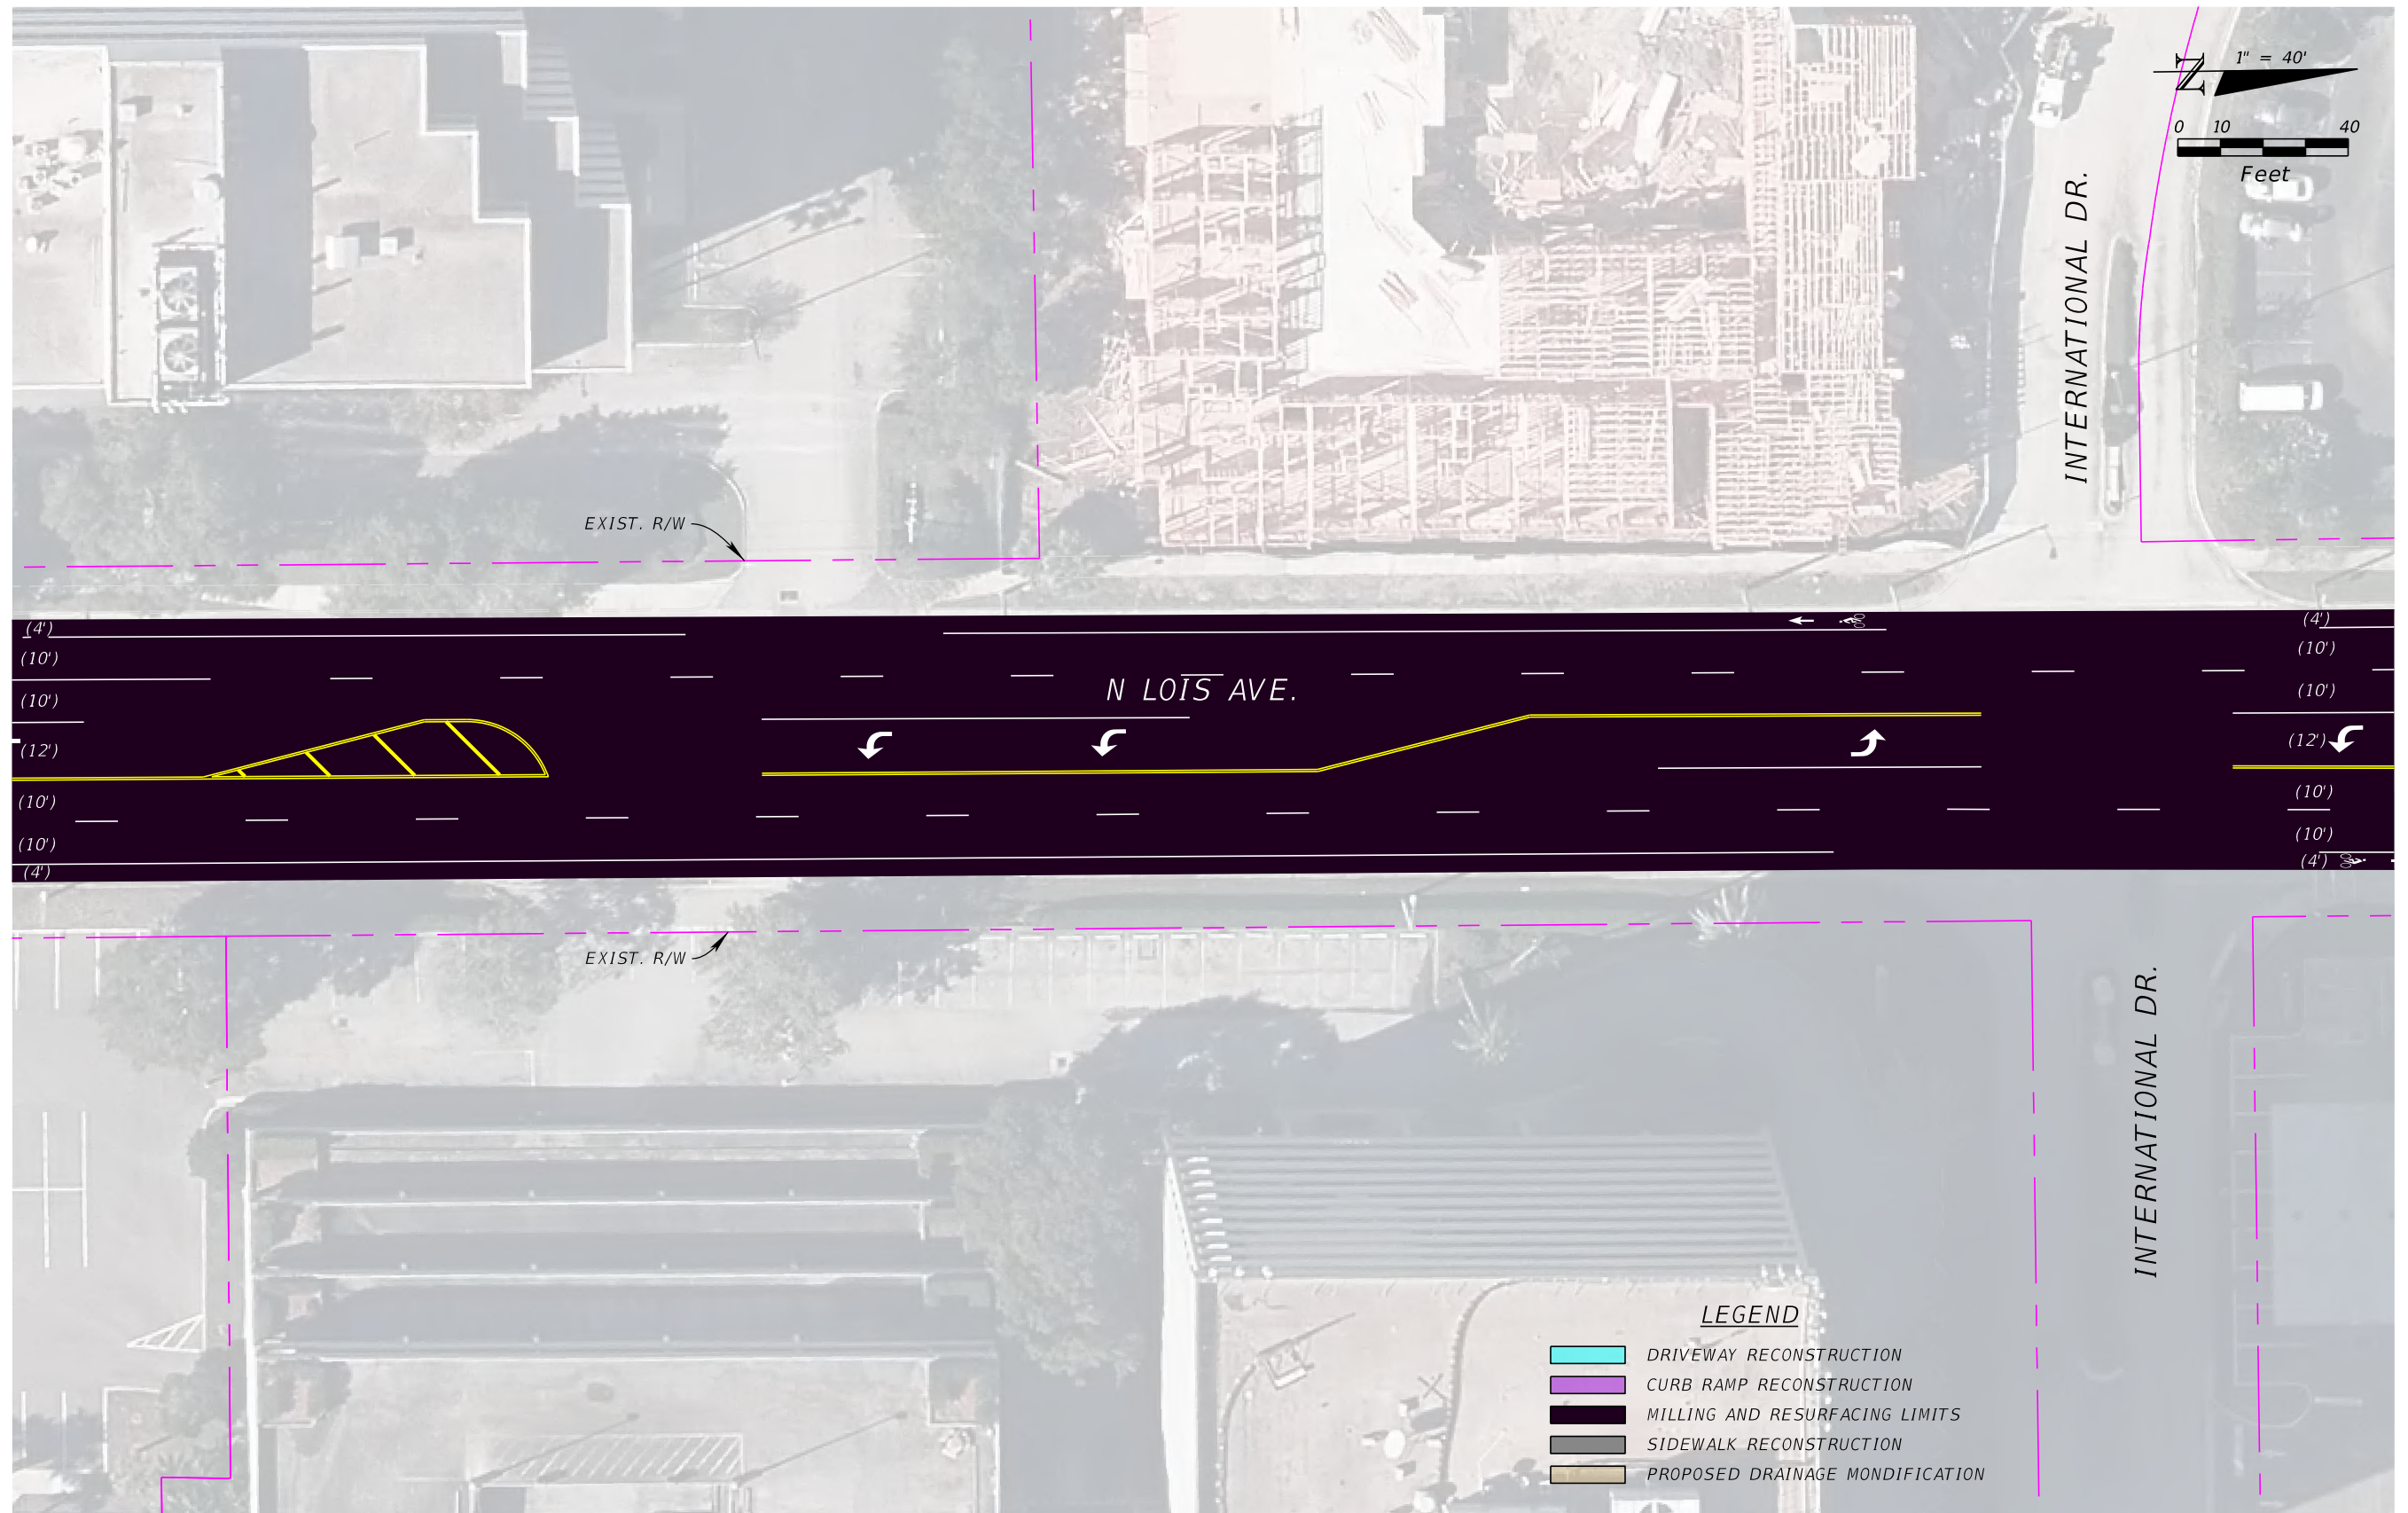 N
1" = 40'
0 10 40
Feet
INTERNATIONAL DR.
EXIST. R/W
(4')
(10')
(10')
(12')
(10')
(10')
(4')
N LOIS AVE.
(4')
(10')
(10')
(12')
(10')
(10')
(4')
EXIST. R/W
INTERNATIONAL DR.
LEGEND
DRIVEWAY RECONSTRUCTION
CURB RAMP RECONSTRUCTION
MILLING AND RESURFACING LIMITS
SIDEWALK RECONSTRUCTION
PROPOSED DRAINAGE MONDIFICATION